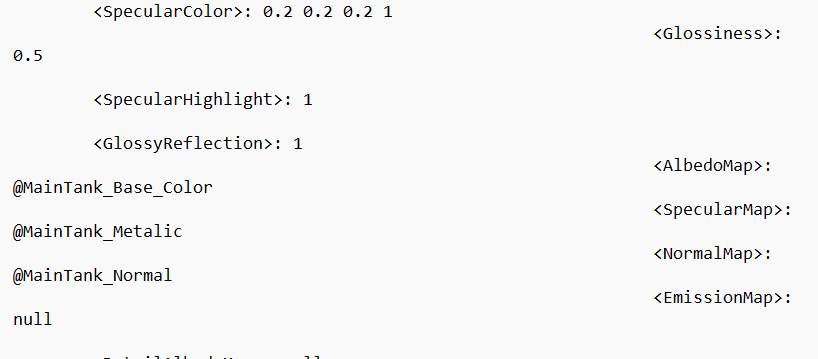 <SpecularColor>: 0.2 0.2 0.2 1
<Glossiness>:
0.5
<SpecularHighlight>: 1
<GlossyReflection>: 1
<AlbedoMap>:
@MainTank_Base_Color
<SpecularMap>:
@MainTank_Metalic
<NormalMap>:
@MainTank_Normal
<EmissionMap>:
null